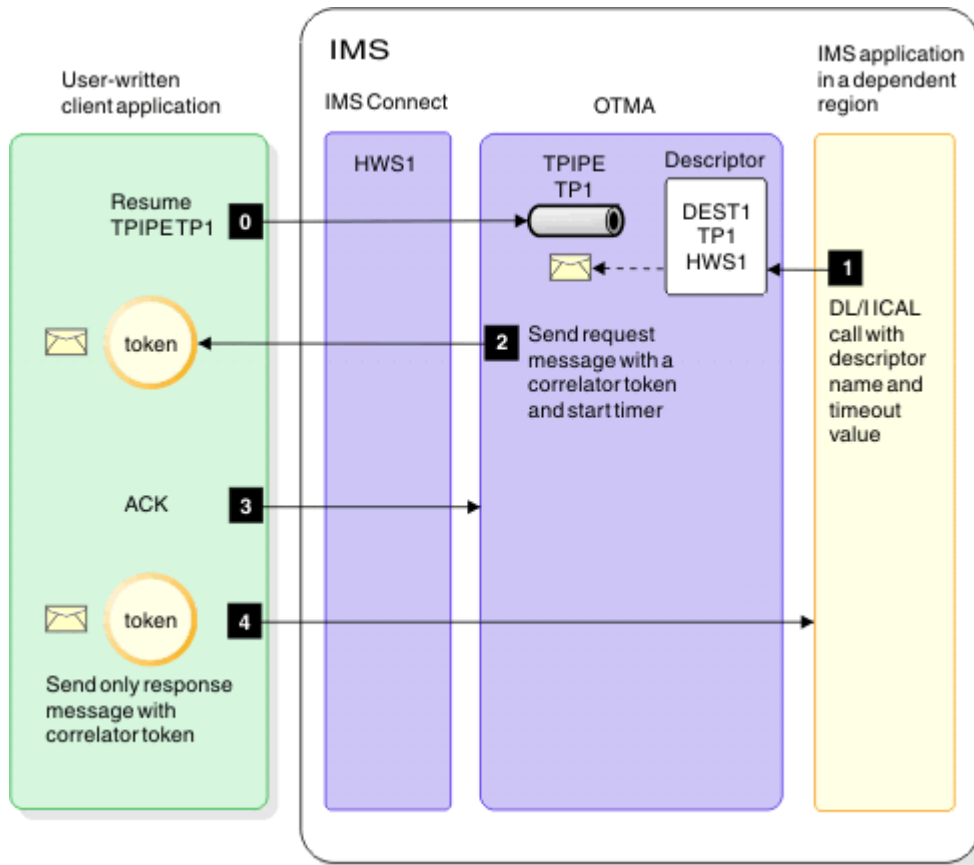 IMS
User-written
client application
IMS Connect
OTMA
IMS application
in a dependent
region
HWS1
TPIPE
TP1
Descriptor
DEST1
TP1
HWS1
Resume
TPIPE TP1
0
1
DL/I ICAL
call with
descriptor
name and
timeout
value
token
2
Send request
message with a
correlator token
and start timer
ACK
3
token
4
Send only response
message with
correlator token